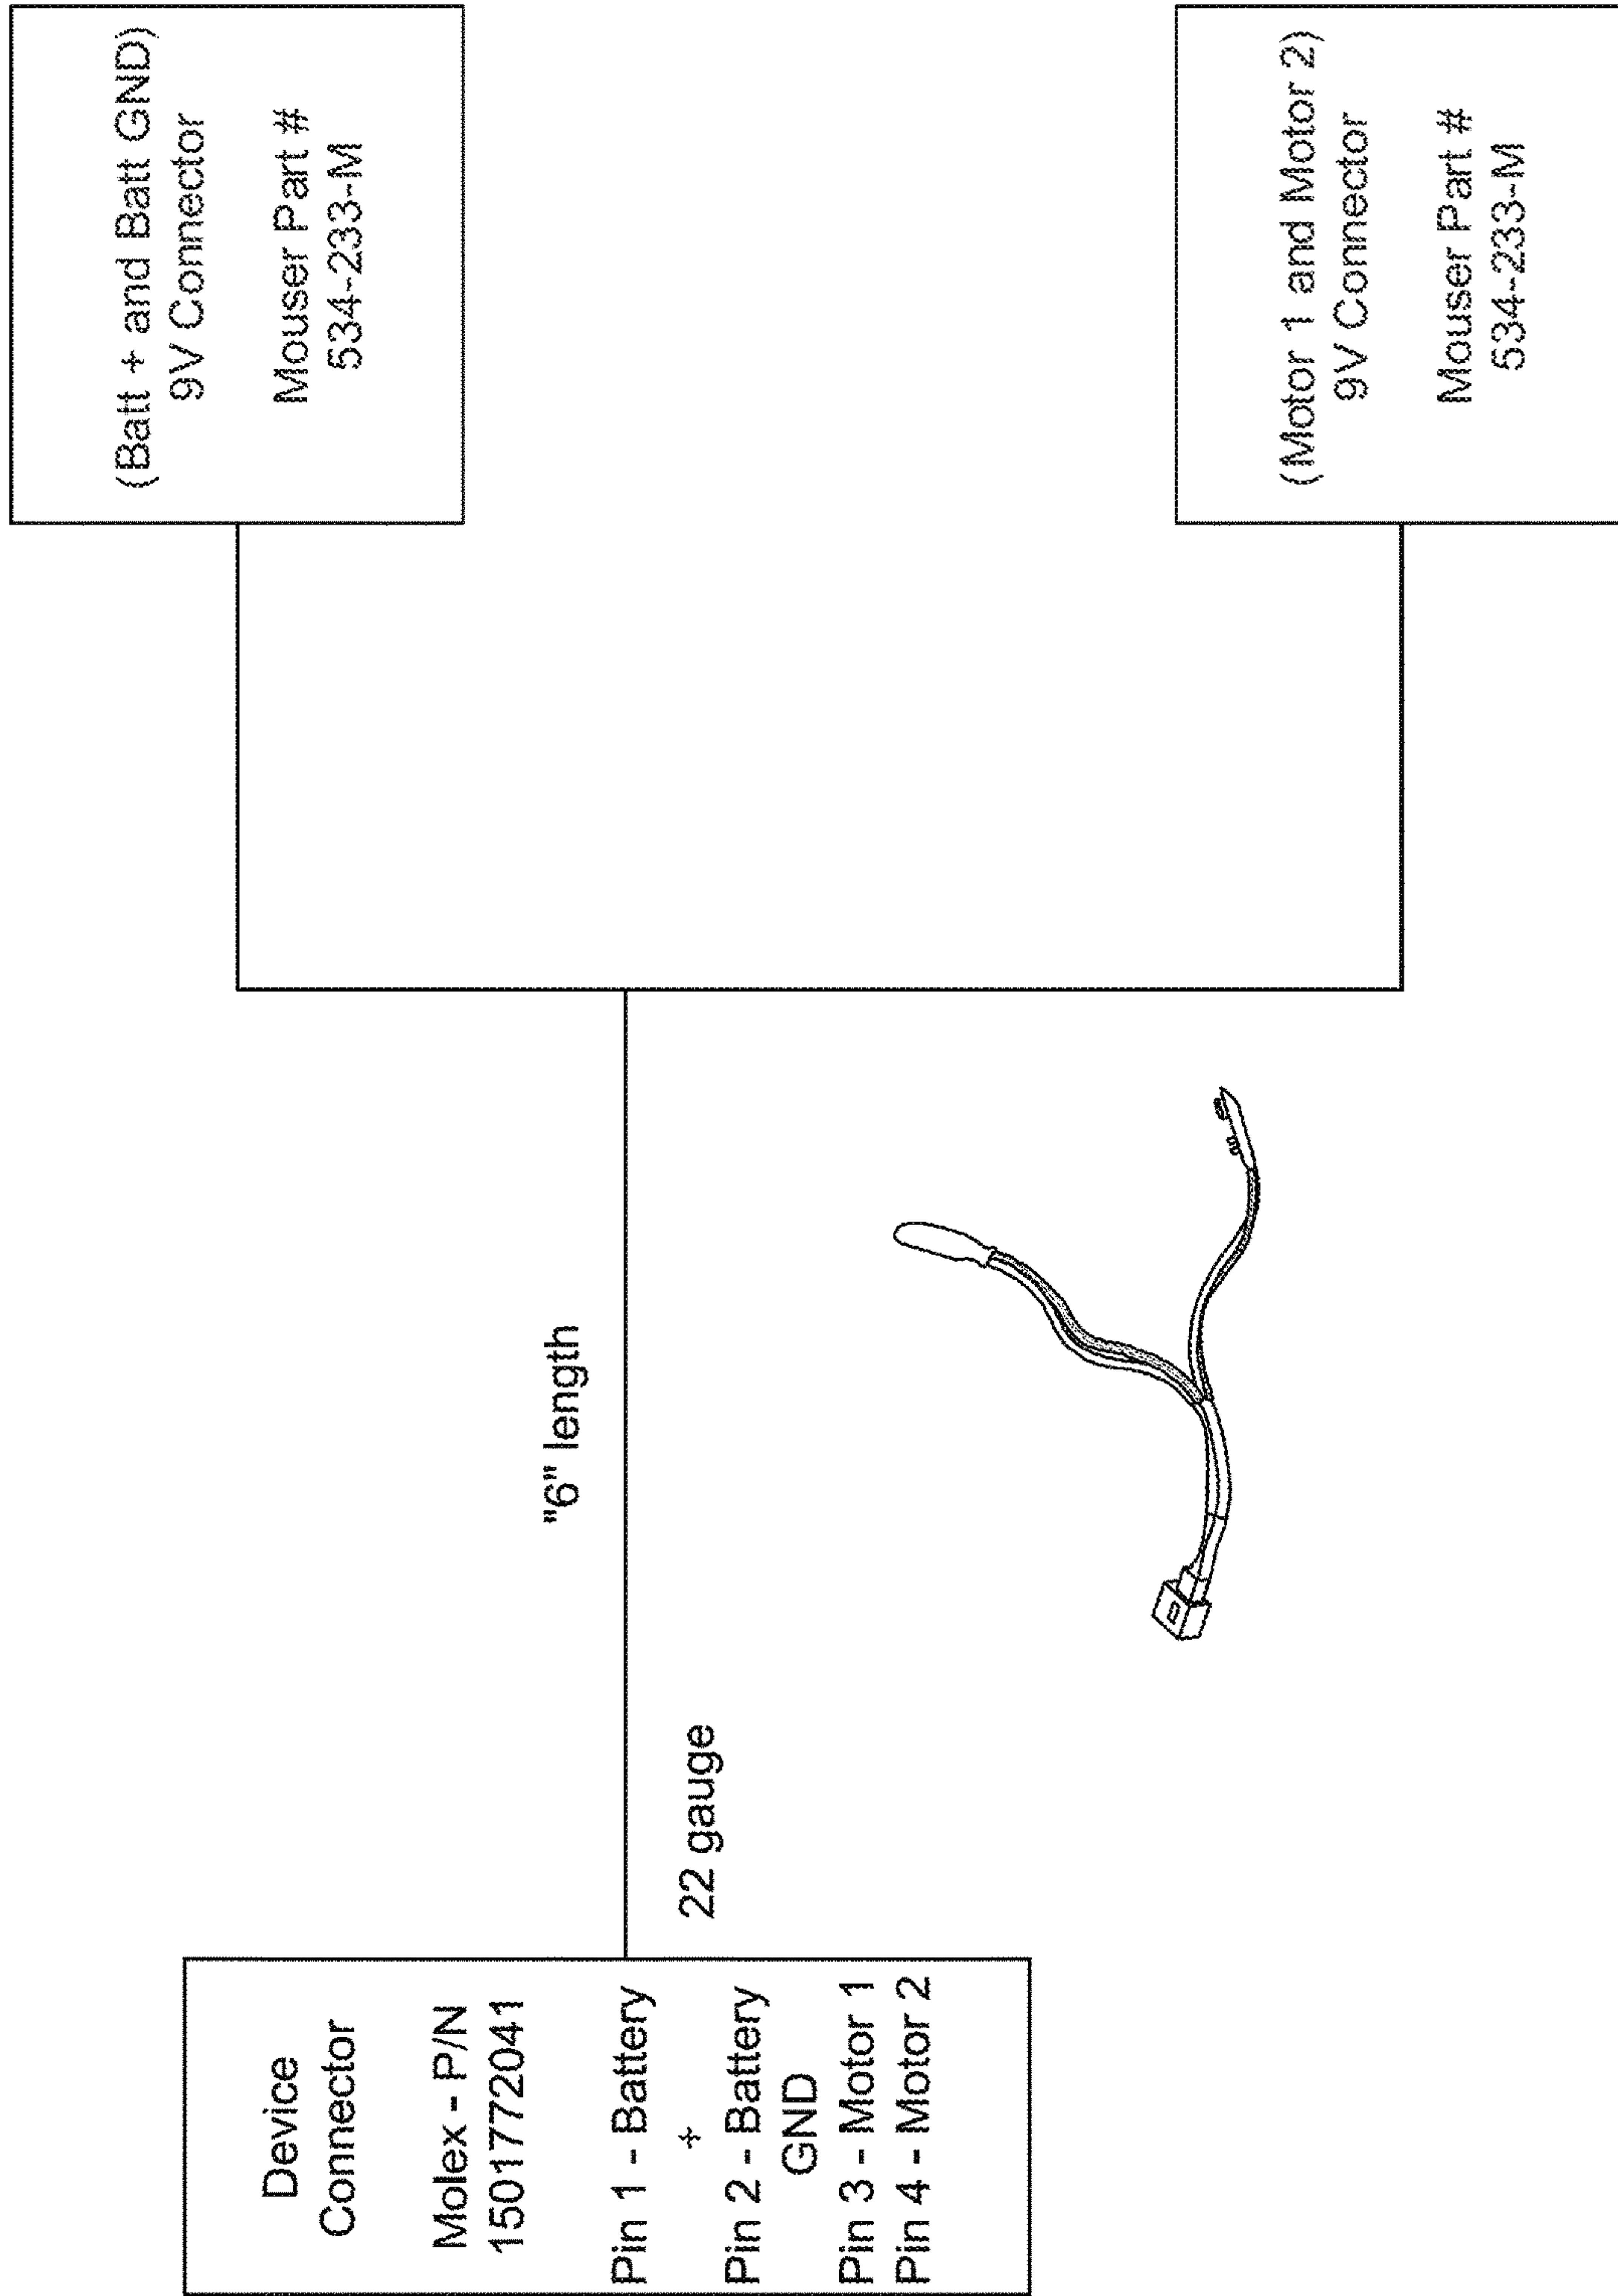 Device
Connector
Molex - P/N
1501772041
Pin 1 - Battery
+
Pin 2 - Battery
GND
Pin 3 - Motor 1
Pin 4 - Motor 2
"6" length
22 gauge
(Batt + and Batt GND)
9V Connector
Mouser Part #
534-233-M
(Motor 1 and Motor 2)
9V Connector
Mouser Part #
534-233-M